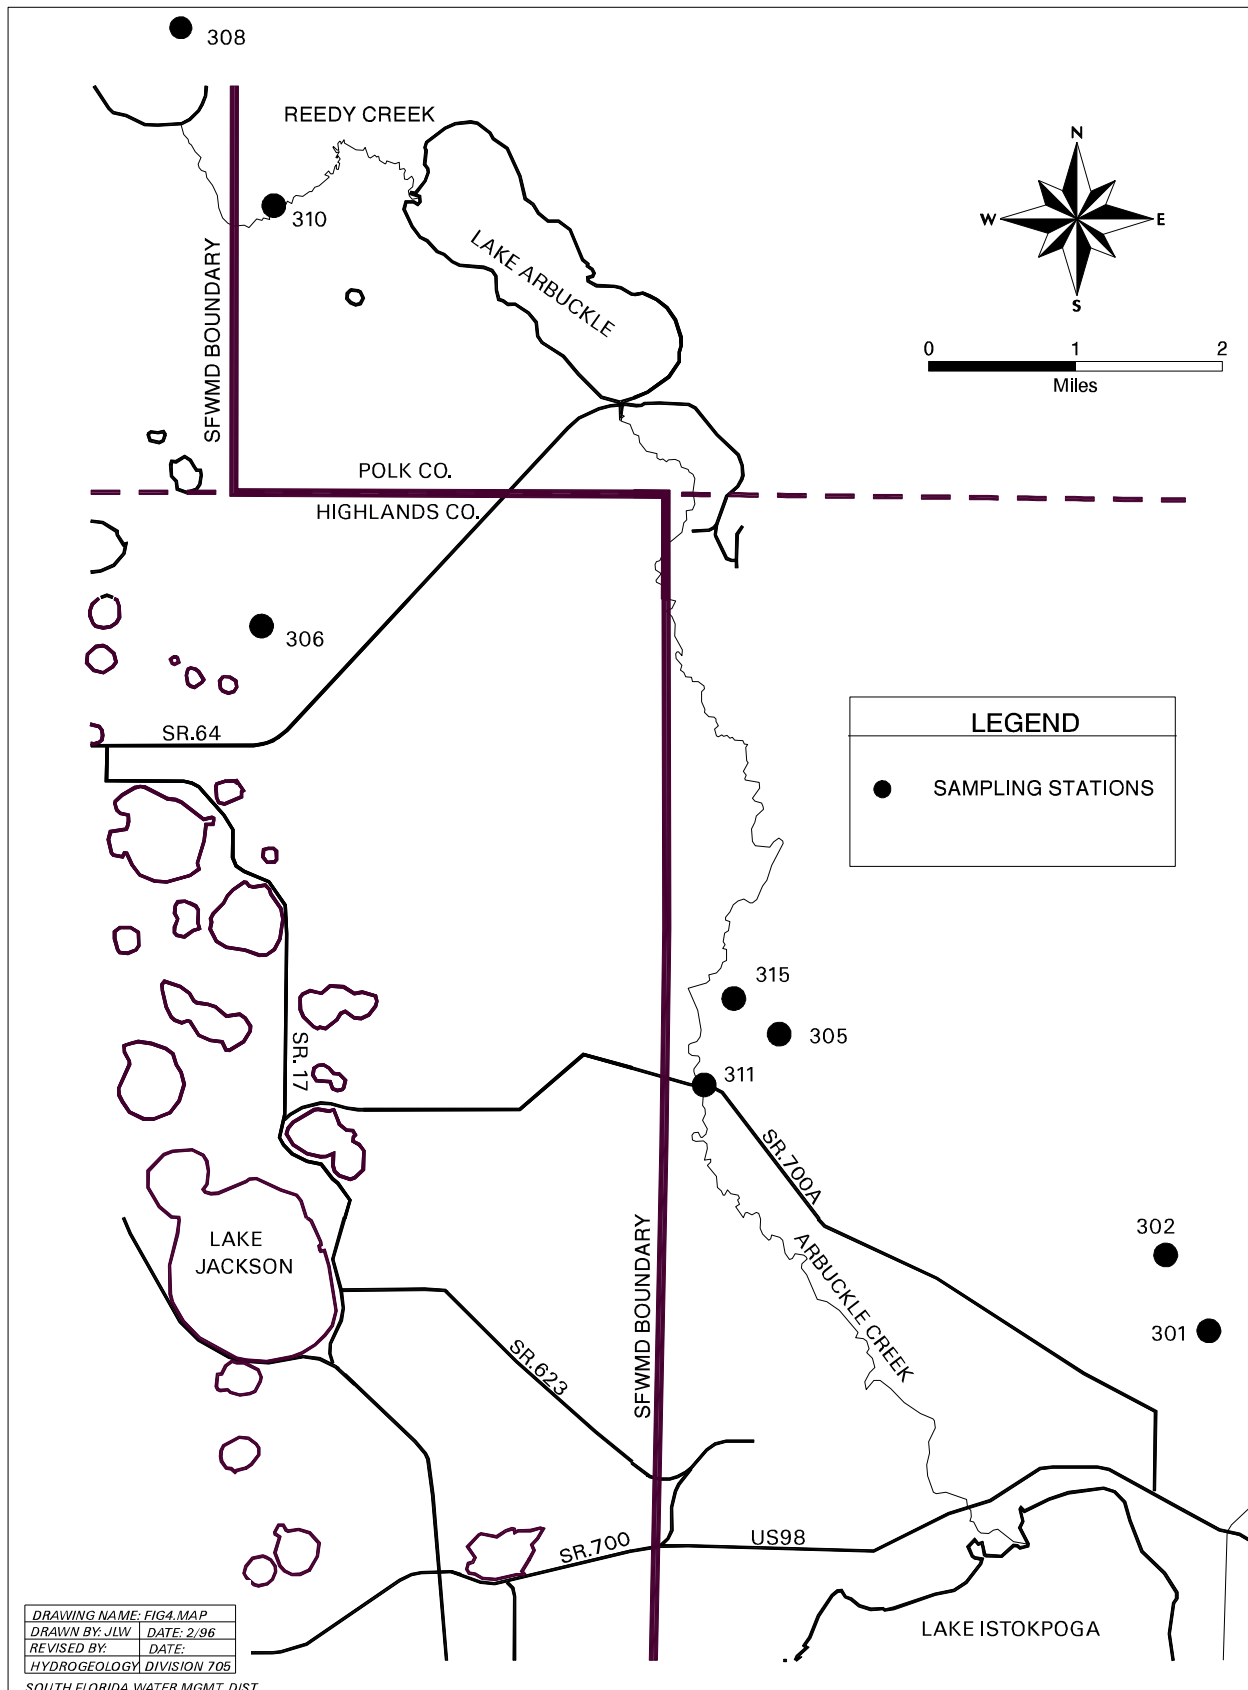 308
REEDY CREEK
N
W
E
S
310
LAKE ARBUCKLE
SFWMD BOUNDARY
0 1 2
Miles
POLK CO.
HIGHLANDS CO.
306
SR.64
LEGEND
SAMPLING STATIONS
315
305
SR. 17
311
SR.700A
LAKE
JACKSON
302
ARBUCKLE CREEK
SFWMD BOUNDARY
301
SR.623
SR.700
US98
LAKE ISTOKPOGA
DRAWING NAME: FIG4.MAP
DRAWN BY: JLW DATE: 2/96
REVISED BY: DATE:
HYDROGEOLOGY DIVISION 705
SOUTH FLORIDA WATER MGMT. DIST.